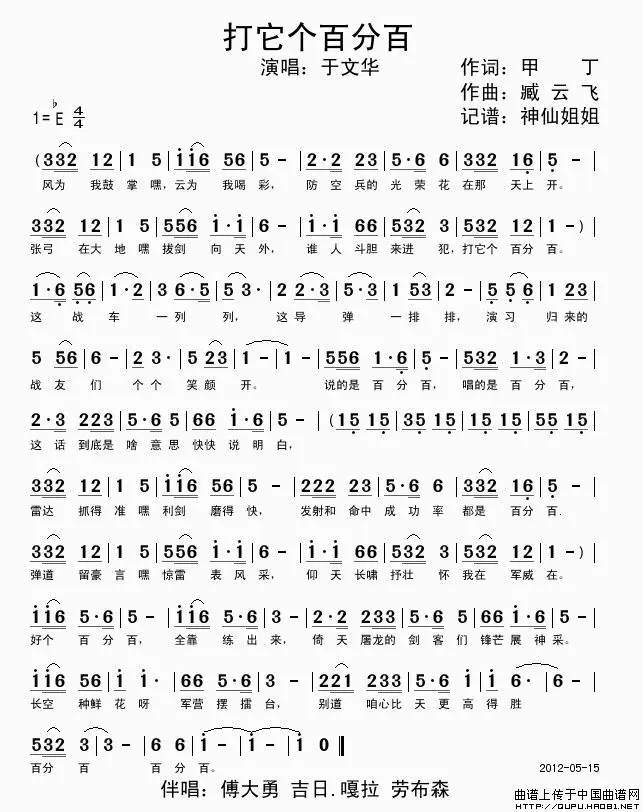 打它个百分百
演唱：于文华 作词：甲 丁
作曲：臧 云 飞
1=♭E 4/4 记谱：神仙姐姐
(332 12|1 5|i i6 56|5 -|2·2 23|5·6 6|332 16|5 -|
风为 我鼓 掌嘿，云为 我喝 彩， 防 空 兵的 光 荣花 在那 天上 开。
332 12|1 5|556 i·i|6 -|i·i 66|532 3|532 12|1 -)|
张弓 在大 地嘿 拔剑 向 天 外， 谁 人 斗胆 来进 犯，打它个 百分 百。
1·6 56|1·2|3 6·5|5 3·|2 2·3|5·3|1 53|2 -|5 56|1 23|
这 战 车 一列 列， 这导 弹 一排 排，演习 归来的
5 56|6 -|2 3·|5 23|1 -|1 -|556 1·6|5 -|532 1·3|2 -|
战友 们 个个 笑颜 开。 说的是 百 分 百， 唱的是 百 分 百，
2·3 223|5·6 5|66 i·6|5 -|(15 15|35 15|15 15|55 15|
这 话 到底是 啥 意思 快快 说 明 白，
332 12|1 5|i i6 56|5 -|222 23|5·6 6|332 16|5 -|
雷达 抓得 准嘿 利剑 磨得 快， 发射和 命中 成 功 率 都是 百分 百.
332 12|1 5|556 i·i|6 -|i·i 66|532 3|532 12|1 -)|
弹道 留豪 言嘿 惊雷 表 风 采， 仰 天 长啸 抒壮 怀 我在 军威 在。
i i6 5·6|5 -|i i6 5·6|3 -|2·2 233|5·6 5|66 5·6|5 -|
好个 百 分 百， 全靠 练 出 来， 倚 天 屠龙的 剑 客们 锋芒 展 神 采。
i i6 56|i i·|665 3·6|3 -|221 233|5·6 i|6 5·|6 -|
长空 种鲜 花 呀 军营 摆 擂 台， 别道 咱心比 天 更 高 得 胜
532 3|3 -|5·6|i -|i -|i 0‖
百分 百 百 分 百 2012-05-15
伴唱：傅大勇 吉日.嘎拉 劳布森
曲谱上传于中国曲谱网
@HTTP://QUPU.HAO81.NET